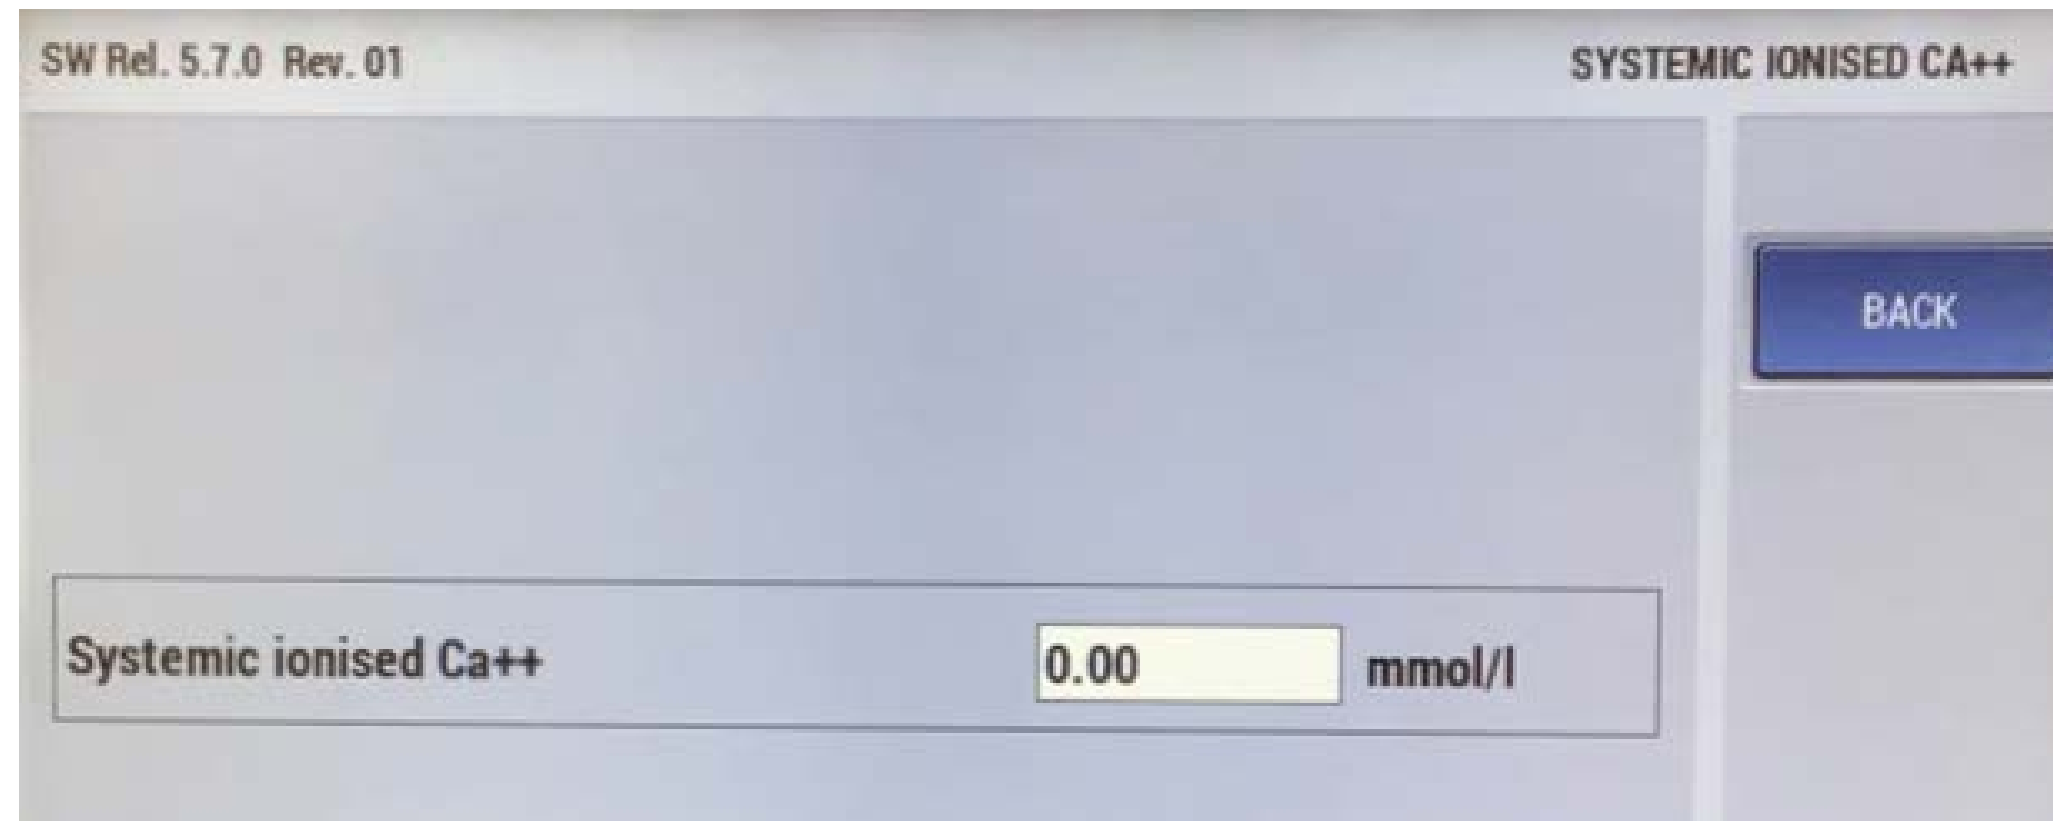 SW Rel. 5.7.0 Rev. 01
SYSTEMIC IONISED CA++
BACK
Systemic ionised Ca++ 0.00 mmol/l